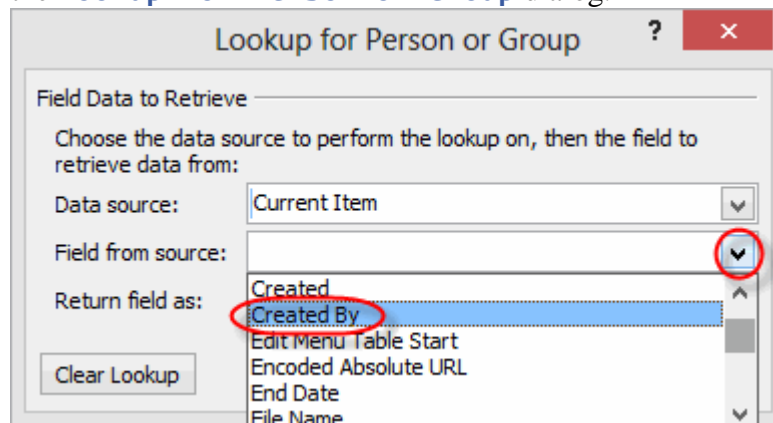 Lookup for Person or Group ? ×
Field Data to Retrieve
Choose the data source to perform the lookup on, then the field to
retrieve data from:
Data source: Current Item
Field from source:
Return field as:
Created
Created By
Edit Menu Table Start
Encoded Absolute URL
Clear Lookup
End Date
File Name